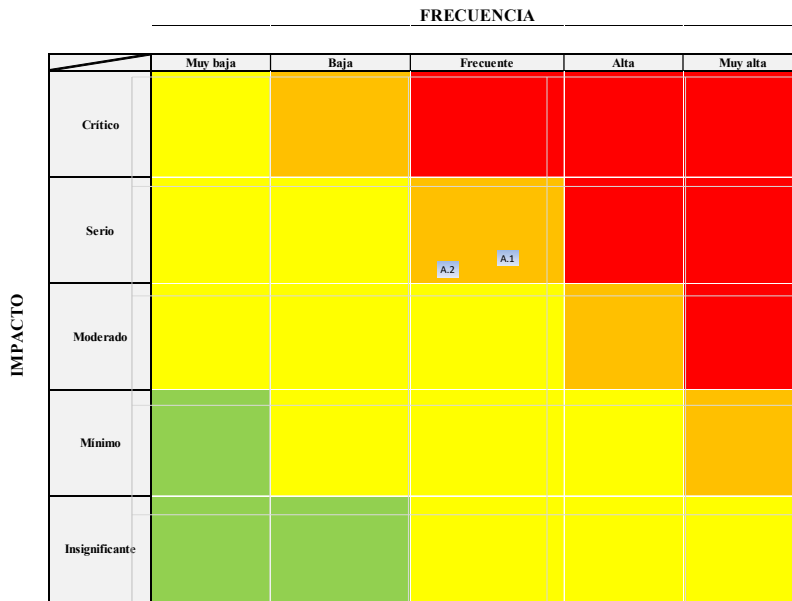 FRECUENCIA
Muy baja Baja Frecuente Alta Muy alta
Crítico
Serio
A.1
A.2
IMPACTO
Moderado
Mínimo
Insignificante